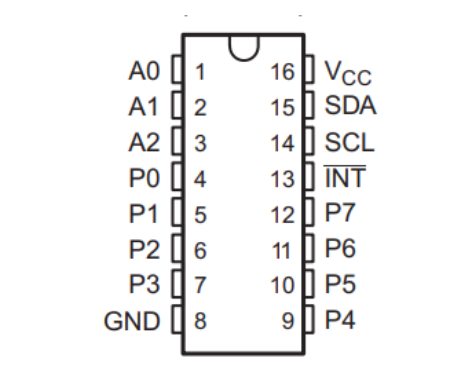 A0 1 16 VCC
A1 2 15 SDA
A2 3 14 SCL
P0 4 13 INT
P1 5 12 P7
P2 6 11 P6
P3 7 10 P5
GND 8 9 P4